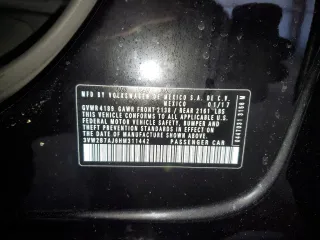 MFD BY VOLKSWAGEN DE MEXICO S.A. DE C.V.
MEXICO 01/17
GVWR 4189 GAWR FRONT 2138 / REAR 2161 LBS
THIS VEHICLE CONFORMS TO ALL APPLICABLE U.S.
FEDERAL MOTOR VEHICLE SAFETY, BUMPER AND
THEFT PREVENTION STANDARDS IN EFFECT ON THE
DATE OF MANUFACTURE SHOWN ABOVE.
3VW2B7AJ6HM311442 PASSENGER CAR